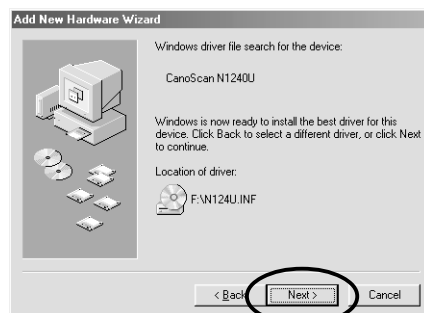 Add New Hardware Wizard
Windows driver file search for the device:
CanoScan N1240U
Windows is now ready to install the best driver for this
device. Click Back to select a different driver, or click Next
to continue.
Location of driver:
F:\N124U.INF
< Back
Next >
Cancel